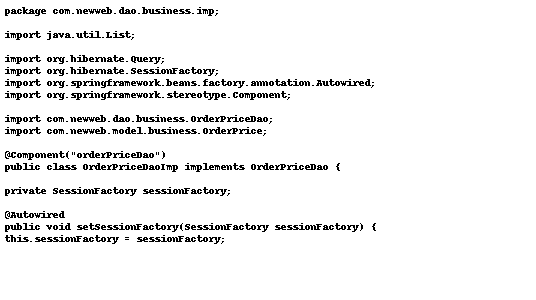 package com.newweb.dao.business.imp;
import java.util.List;
import org.hibernate.Query;
import org.hibernate.SessionFactory;
import org.springframework.beans.factory.annotation.Autowired;
import org.springframework.stereotype.Component;
import com.newweb.dao.business.OrderPriceDao;
import com.newweb.model.business.OrderPrice;
@Component("orderPriceDao")
public class OrderPriceDaoImp implements OrderPriceDao {
private SessionFactory sessionFactory;
@Autowired
public void setSessionFactory(SessionFactory sessionFactory) {
this.sessionFactory = sessionFactory;